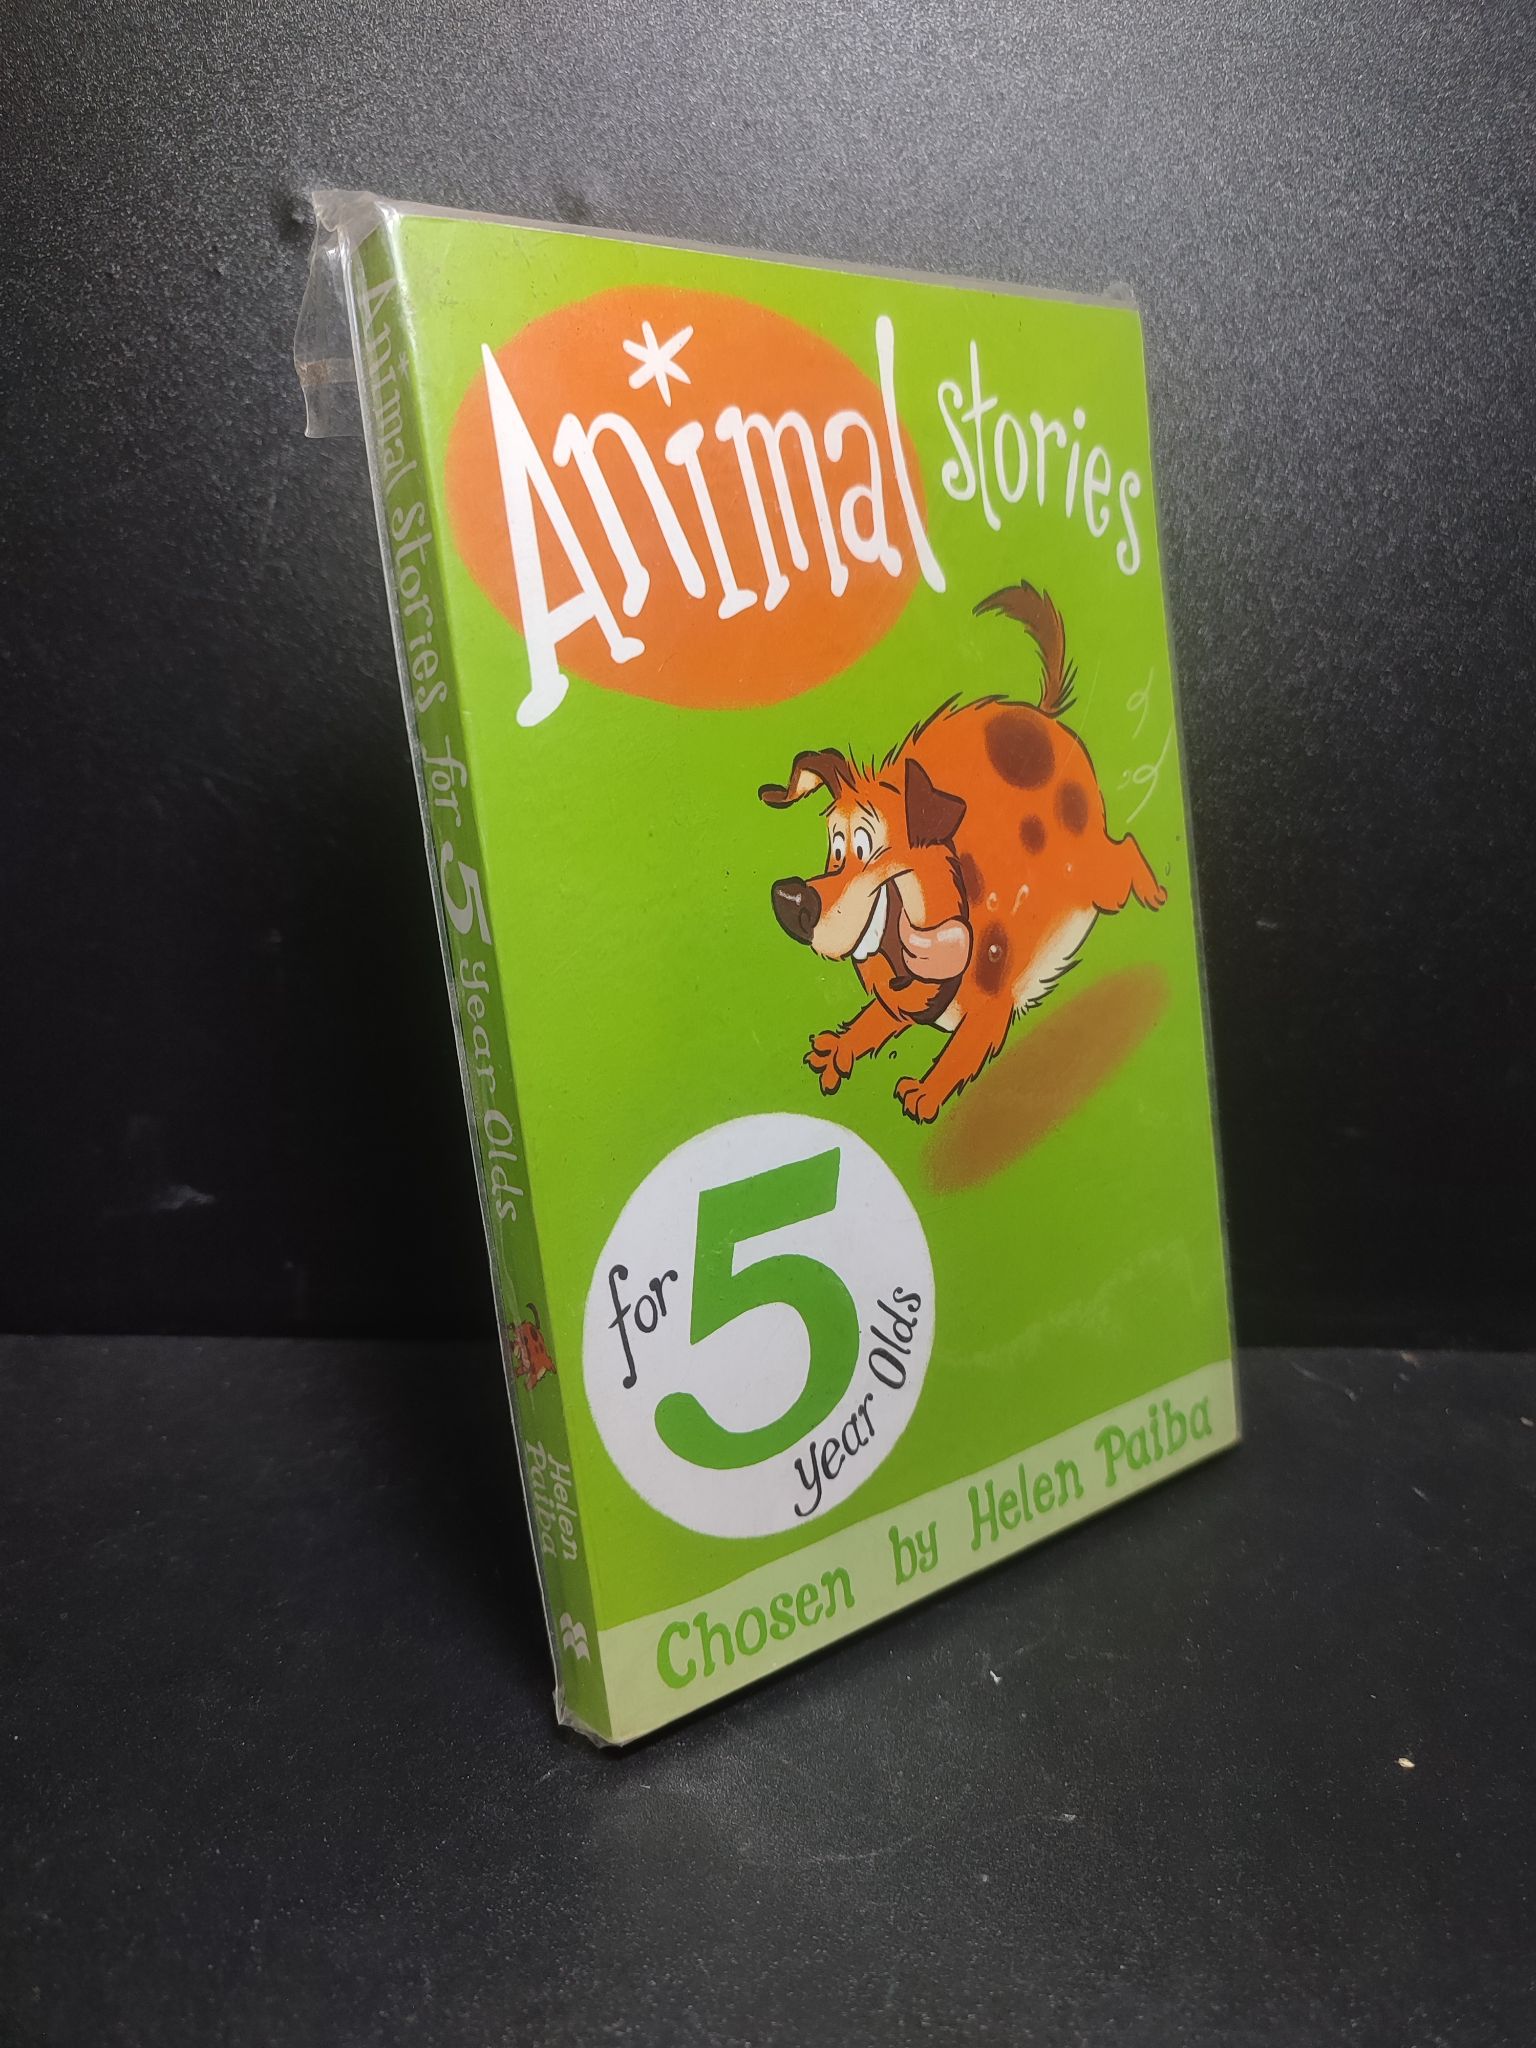 Animal stories
for
5
year Olds
Chosen by Helen Paiba
Animal Stories for 5 year Olds
Helen
Paiba